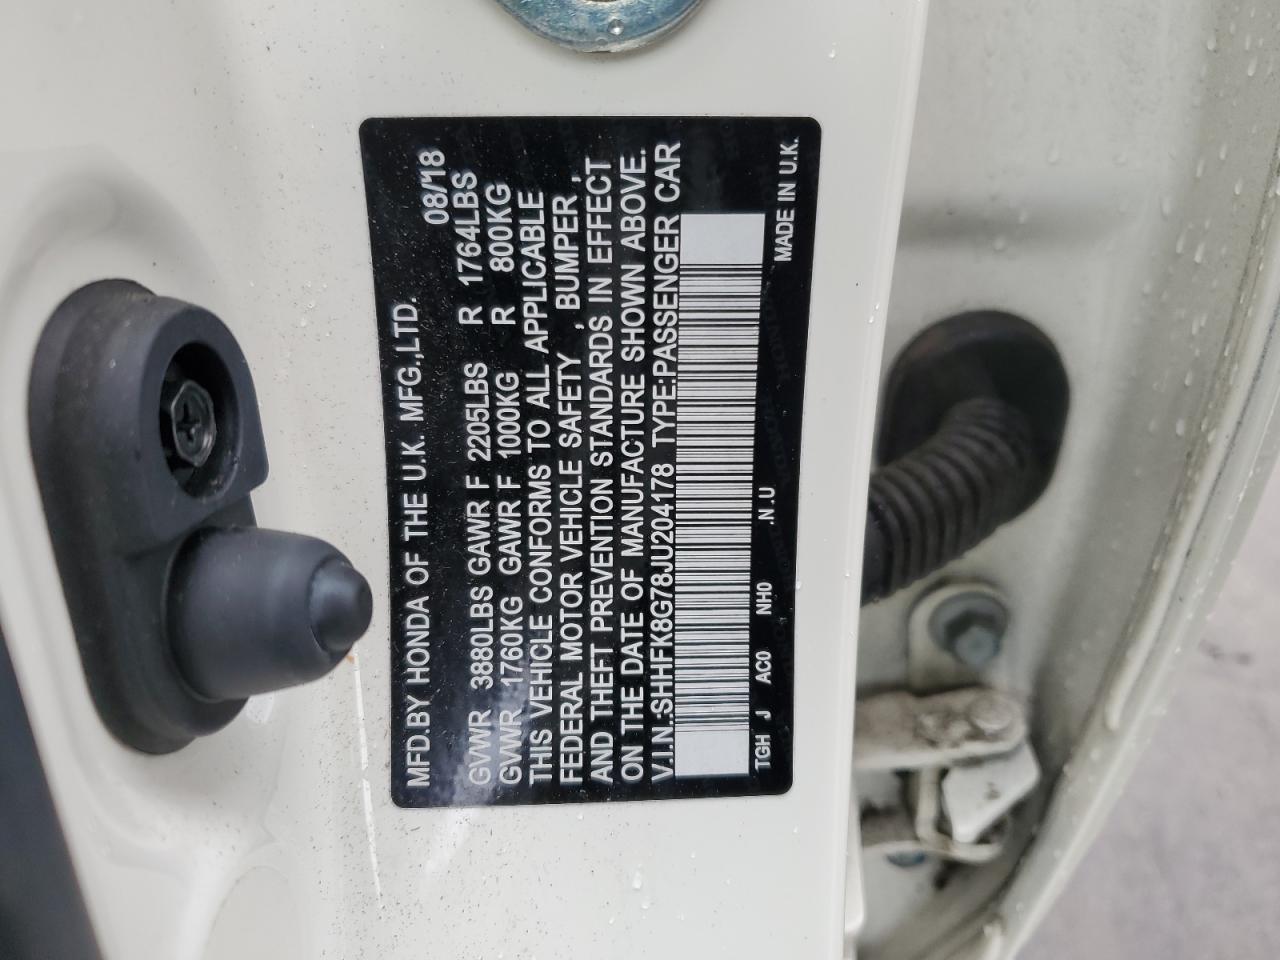 MFD.BY HONDA OF THE U.K. MFG.,LTD. 08/18
GVWR 3880LBS GAWR F 2205LBS R 1764LBS
GVWR 1760KG GAWR F 1000KG R 800KG
THIS VEHICLE CONFORMS TO ALL APPLICABLE
FEDERAL MOTOR VEHICLE SAFETY , BUMPER ,
AND THEFT PREVENTION STANDARDS IN EFFECT
ON THE DATE OF MANUFACTURE SHOWN ABOVE.
V.I.N.:SHHFK8G78JU204178 TYPE:PASSENGER CAR
TGH J AC0 NH0 .N .U MADE IN U.K.